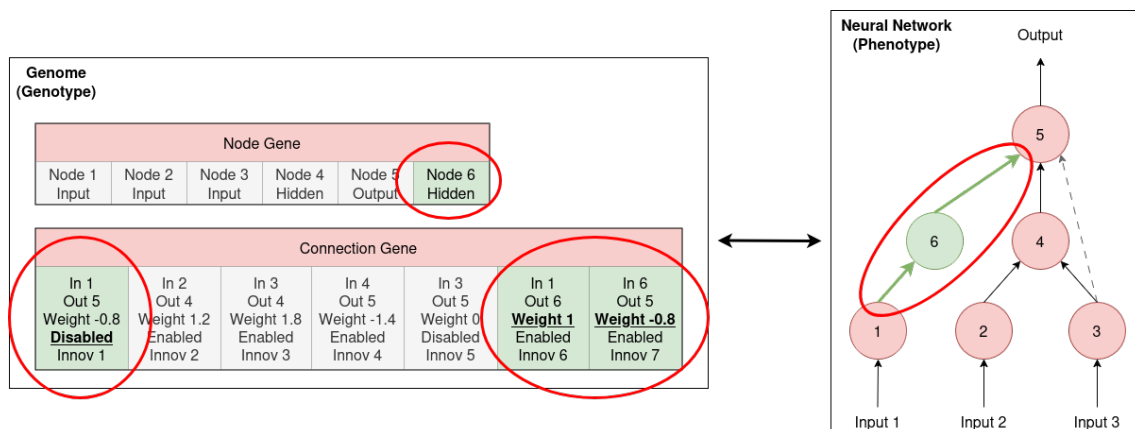 Genome
(Genotype)
Node Gene
Node 1
Input
Node 2
Input
Node 3
Input
Node 4
Hidden
Node 5
Output
Node 6
Hidden
Connection Gene
In 1
Out 5
Weight -0.8
Disabled
Innov 1
In 2
Out 4
Weight 1.2
Enabled
Innov 2
In 3
Out 4
Weight 1.8
Enabled
Innov 3
In 4
Out 5
Weight -1.4
Enabled
Innov 4
In 3
Out 5
Weight 0
Disabled
Innov 5
In 1
Out 6
Weight 1
Enabled
Innov 6
In 6
Out 5
Weight -0.8
Enabled
Innov 7
Neural Network
(Phenotype)
Output
5
6
4
1
2
3
Input 1
Input 2
Input 3